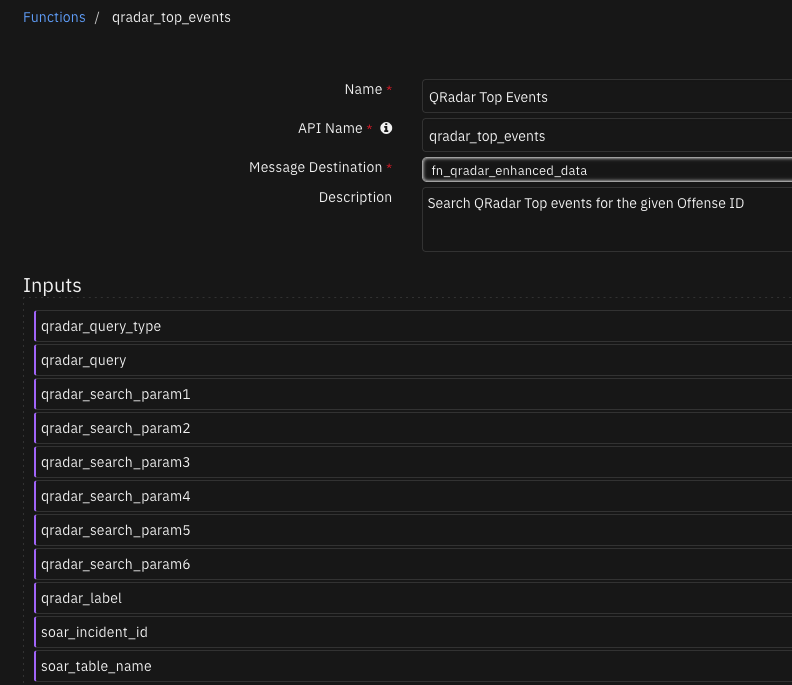 Functions / qradar_top_events
Name *
QRadar Top Events
API Name *
qradar_top_events
Message Destination *
fn_qradar_enhanced_data
Description
Search QRadar Top events for the given Offense ID
Inputs
qradar_query_type
qradar_query
qradar_search_param1
qradar_search_param2
qradar_search_param3
qradar_search_param4
qradar_search_param5
qradar_search_param6
qradar_label
soar_incident_id
soar_table_name